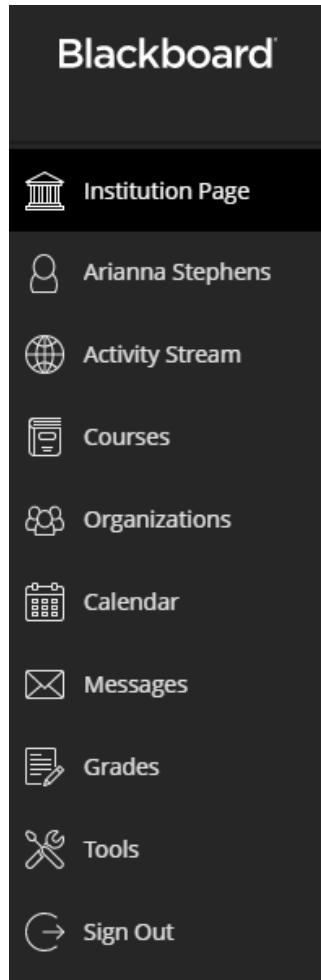 Blackboard
Institution Page
Arianna Stephens
Activity Stream
Courses
Organizations
Calendar
Messages
Grades
Tools
Sign Out